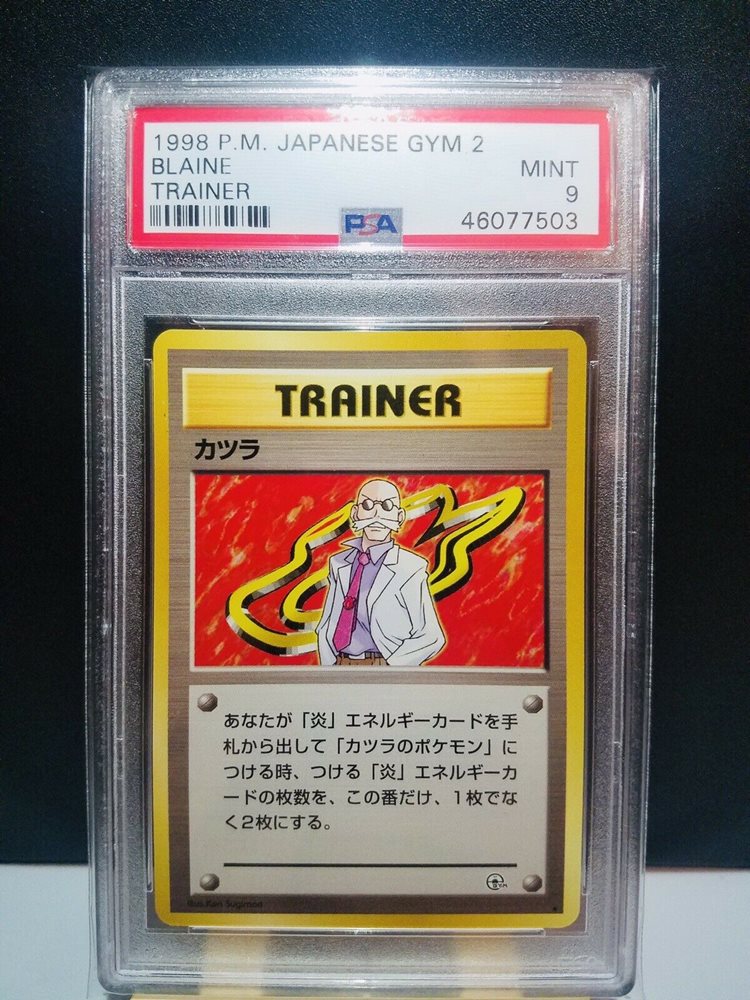 1998 P.M. JAPANESE GYM 2
BLAINE
MINT
TRAINER
9
PSA
46077503
TRAINER
カツラ
あなたが「炎」エネルギーカードを手
札から出して「カツラのポケモン」に
つける時、つける「炎」エネルギーカ
ードの枚数を、この番だけ、1枚でな
く2枚にする。
GYM
Illus.Ken Sugimori